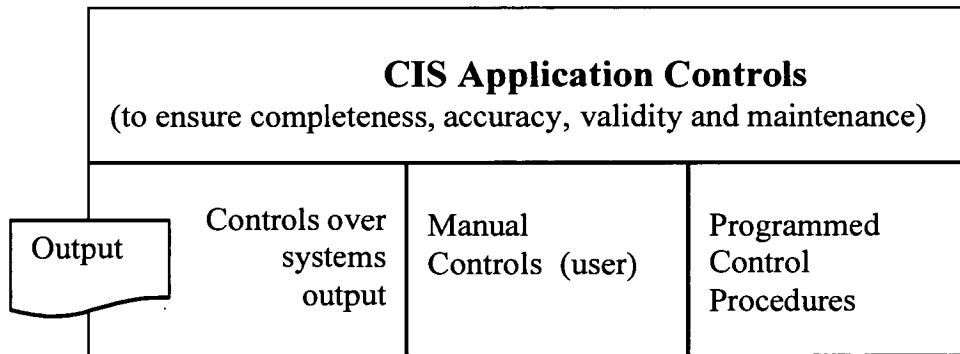 CIS Application Controls
(to ensure completeness, accuracy, validity and maintenance)
Output
Controls over
systems
output
Manual
Controls (user)
Programmed
Control
Procedures